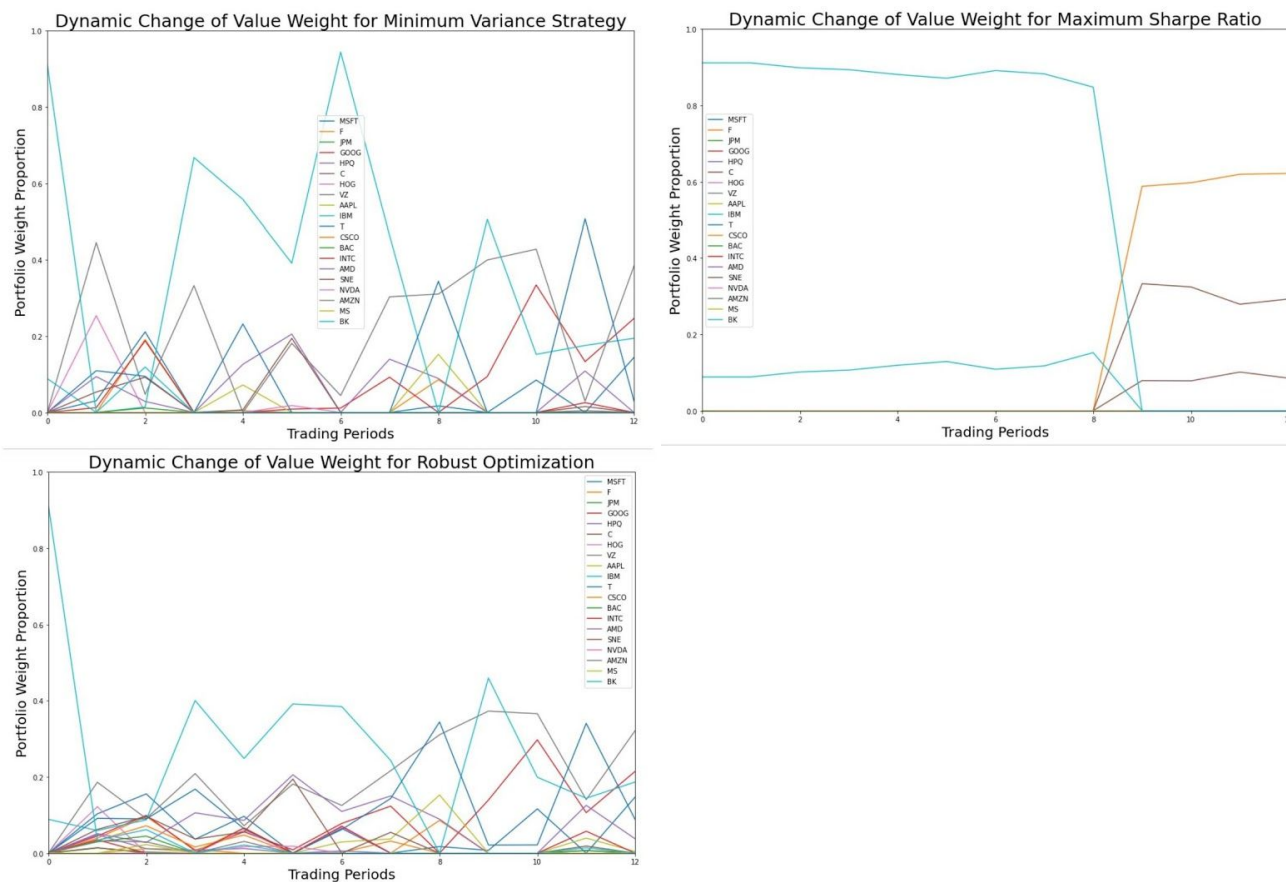 Dynamic Change of Value Weight for Minimum Variance Strategy
Portfolio Weight Proportion
1.0
0.8
0.6
0.4
0.2
0.0
MSFT
F
JPM
GOOG
HPQ
C
HOG
VZ
AAPL
IBM
T
CSCO
BAC
INTC
AMD
SNE
NVDA
AMZN
MS
BK
0 2 4 6 8 10 12
Trading Periods
Dynamic Change of Value Weight for Maximum Sharpe Ratio
Portfolio Weight Proportion
1.0
0.8
0.6
0.4
0.2
0.0
MSFT
F
JPM
GOOG
HPQ
C
HOG
VZ
AAPL
IBM
T
CSCO
BAC
INTC
AMD
SNE
NVDA
AMZN
MS
BK
0 2 4 6 8 10
Trading Periods
Dynamic Change of Value Weight for Robust Optimization
Portfolio Weight Proportion
1.0
0.8
0.6
0.4
0.2
0.0
MSFT
F
JPM
GOOG
HPQ
C
HOG
VZ
AAPL
IBM
T
CSCO
BAC
INTC
AMD
SNE
NVDA
AMZN
MS
BK
0 2 4 6 8 10 12
Trading Periods